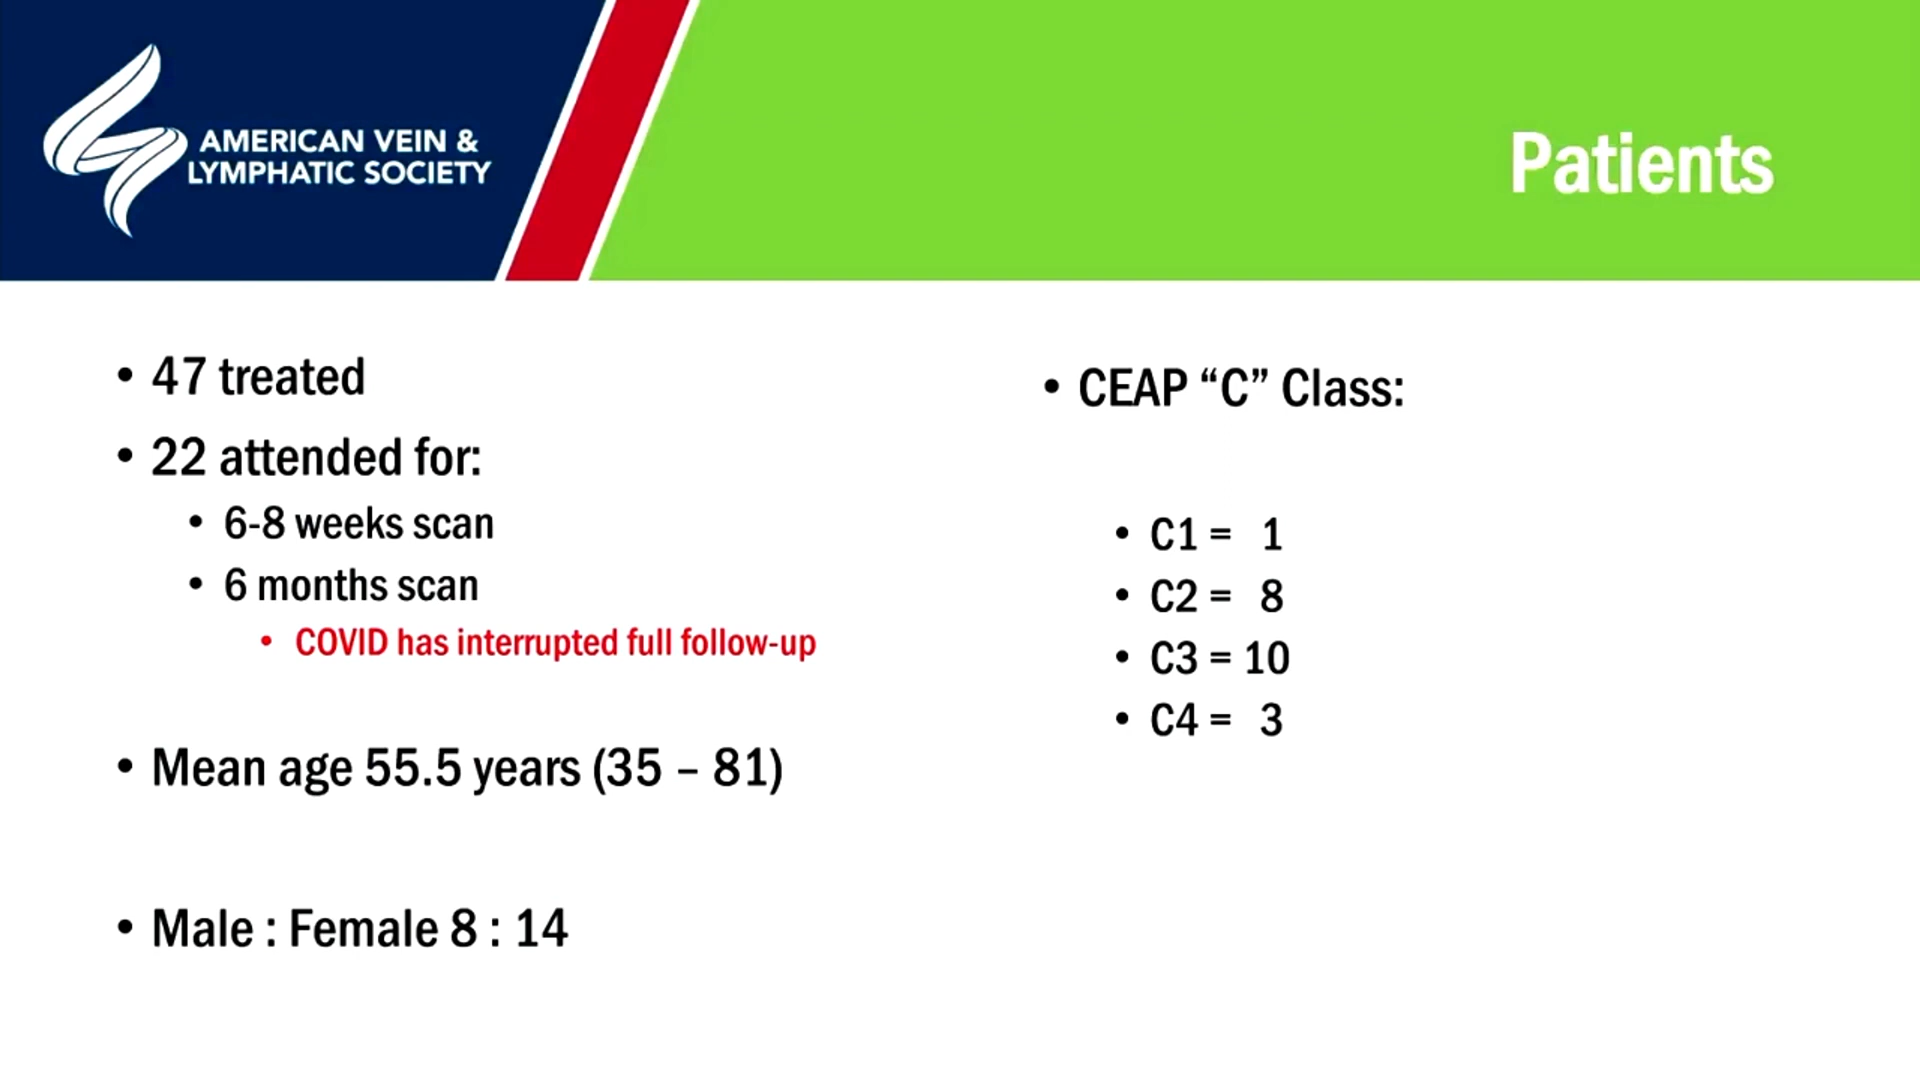 AMERICAN VEIN &
LYMPHATIC SOCIETY
Patients
• 47 treated
• 22 attended for:
• 6-8 weeks scan
• 6 months scan
• COVID has interrupted full follow-up
• Mean age 55.5 years (35 – 81)
• Male : Female 8 : 14
• CEAP “C” Class:
• C1 = 1
• C2 = 8
• C3 = 10
• C4 = 3